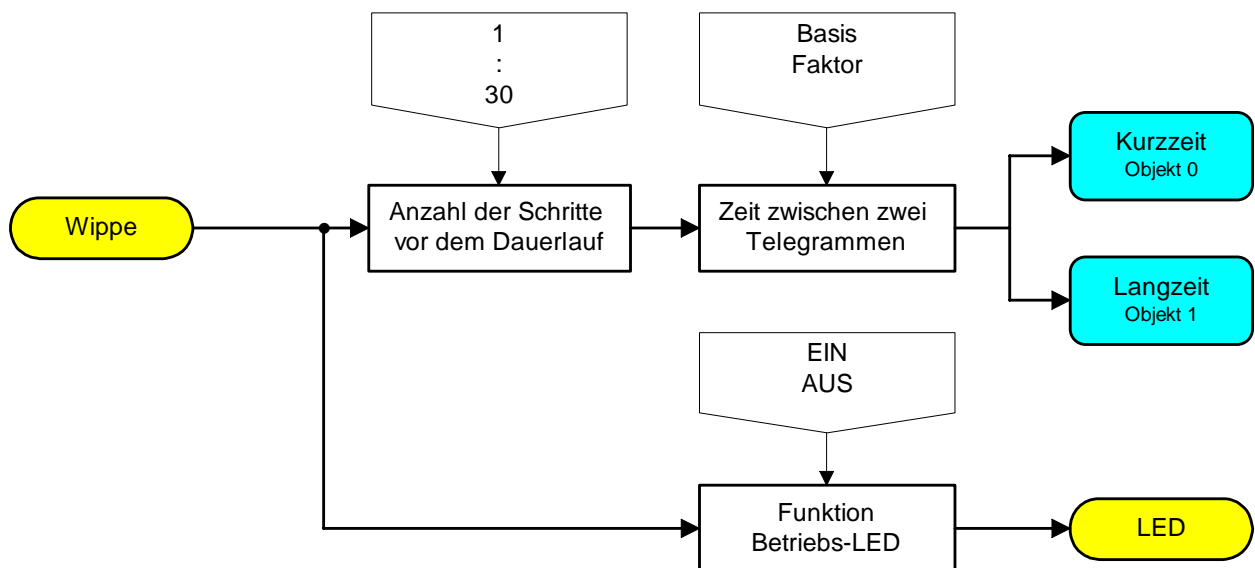 1
:
30
Basis
Faktor
Kurzzeit
Objekt 0
Wippe
Anzahl der Schritte
vor dem Dauerlauf
Zeit zwischen zwei
Telegrammen
Langzeit
Objekt 1
EIN
AUS
Funktion
Betriebs-LED
LED